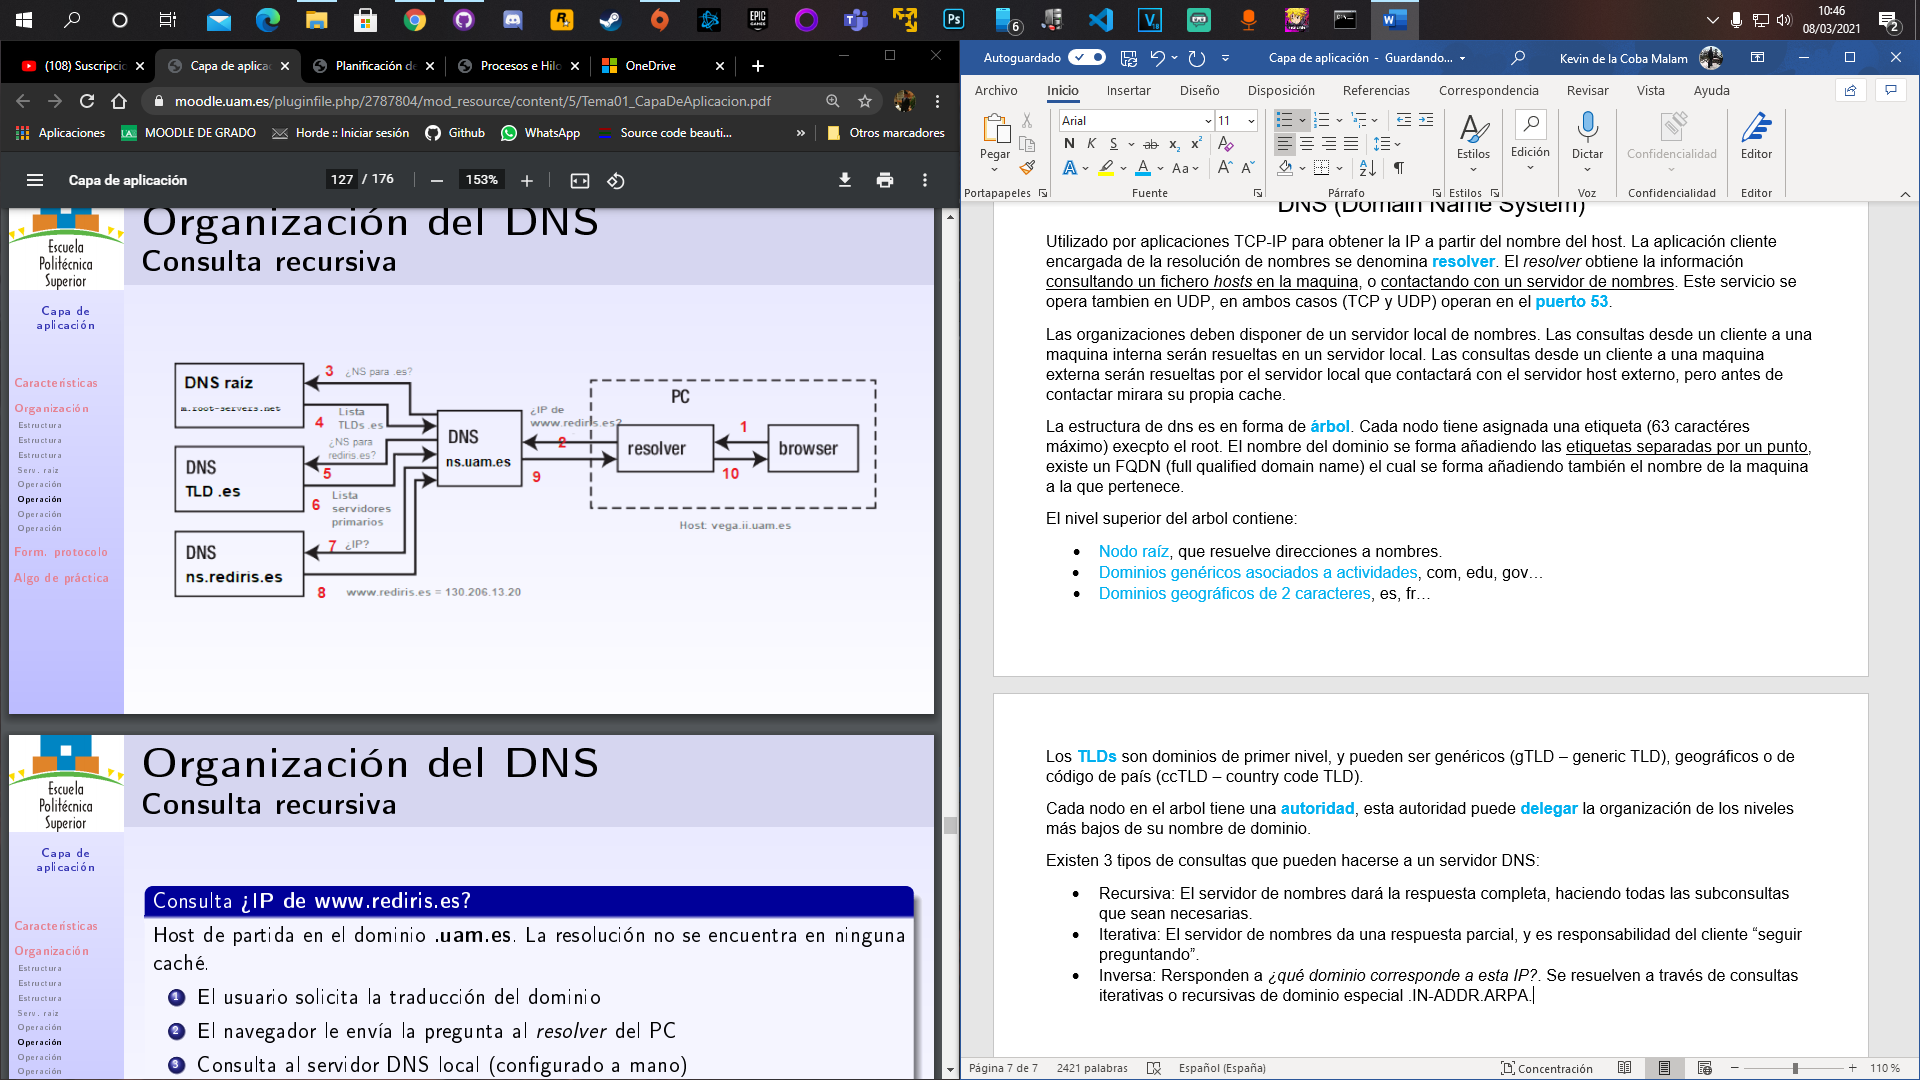 10:46
08/03/2021
6
2
(108) Suscripcio
Capa de aplicac
Planificación de
Procesos e Hilo
OneDrive
moodle.uam.es/pluginfile.php/2787804/mod_resource/content/5/Tema01_CapaDeAplicacion.pdf
Aplicaciones
MOODLE DE GRADO
Horde :: Iniciar sesión
Github
WhatsApp
Source code beauti...
»
Otros marcadores
Capa de aplicación
127 / 176
153%
Organización del DNS
Consulta recursiva
Escuela
Politécnica
Superior
Capa de
aplicación
Características
Organización
Estructura
Estructura
Estructura
Serv. raíz
Operación
Operación
Operación
Operación
Form. protocolo
Algo de práctica
DNS raíz
m.root-servers.net
3 ¿NS para .es?
4 Lista
TLDs .es
¿NS para
rediris.es?
5
DNS
TLD .es
6 Lista
servidores
primarios
DNS
ns.rediris.es
7 ¿IP?
8 www.rediris.es = 130.206.13.20
DNS
ns.uam.es
¿IP de
www.rediris.es?
2
9
PC
resolver
1
10
browser
Host: vega.ii.uam.es
Organización del DNS
Consulta recursiva
Escuela
Politécnica
Superior
Capa de
aplicación
Características
Organización
Estructura
Estructura
Estructura
Serv. raíz
Operación
Operación
Operación
Operación
Consulta ¿IP de www.rediris.es?
Host de partida en el dominio .uam.es. La resolución no se encuentra en ninguna
caché.
1 El usuario solicita la traducción del dominio
2 El navegador le envía la pregunta al resolver del PC
3 Consulta al servidor DNS local (configurado a mano)
Autoguardado
Capa de aplicación - Guardando...
Kevin de la Coba Malam
Archivo
Inicio
Insertar
Diseño
Disposición
Referencias
Correspondencia
Revisar
Vista
Ayuda
Pegar
Portapapeles
Arial
11
N K S ab x₂ x²
A A Aa A A
Fuente
Párrafo
Estilos
Estilos
Edición
Dictar
Voz
Confidencialidad
Confidencialidad
Editor
Editor
DNS (Domain Name System)
Utilizado por aplicaciones TCP-IP para obtener la IP a partir del nombre del host. La aplicación cliente
encargada de la resolución de nombres se denomina resolver. El resolver obtiene la información
consultando un fichero hosts en la maquina, o contactando con un servidor de nombres. Este servicio se
opera tambien en UDP, en ambos casos (TCP y UDP) operan en el puerto 53.
Las organizaciones deben disponer de un servidor local de nombres. Las consultas desde un cliente a una
maquina interna serán resueltas en un servidor local. Las consultas desde un cliente a una maquina
externa serán resueltas por el servidor local que contactará con el servidor host externo, pero antes de
contactar mirara su propia cache.
La estructura de dns es en forma de árbol. Cada nodo tiene asignada una etiqueta (63 caractéres
máximo) execpto el root. El nombre del dominio se forma añadiendo las etiquetas separadas por un punto,
existe un FQDN (full qualified domain name) el cual se forma añadiendo también el nombre de la maquina
a la que pertenece.
El nivel superior del arbol contiene:
• Nodo raíz, que resuelve direcciones a nombres.
• Dominios genéricos asociados a actividades, com, edu, gov…
• Dominios geográficos de 2 caracteres, es, fr…
Los TLDs son dominios de primer nivel, y pueden ser genéricos (gTLD – generic TLD), geográficos o de
código de país (ccTLD – country code TLD).
Cada nodo en el arbol tiene una autoridad, esta autoridad puede delegar la organización de los niveles
más bajos de su nombre de dominio.
Existen 3 tipos de consultas que pueden hacerse a un servidor DNS:
• Recursiva: El servidor de nombres dará la respuesta completa, haciendo todas las subconsultas
que sean necesarias.
• Iterativa: El servidor de nombres da una respuesta parcial, y es responsabilidad del cliente “seguir
preguntando”.
• Inversa: Rersponden a ¿qué dominio corresponde a esta IP?. Se resuelven a través de consultas
iterativas o recursivas de dominio especial .IN-ADDR.ARPA.
Página 7 de 7
2421 palabras
Español (España)
Concentración
110 %